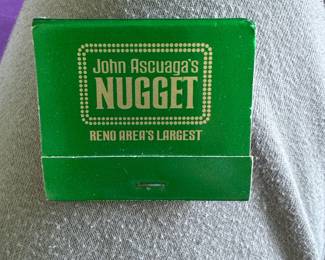 John Ascuaga's
NUGGET
RENO AREA'S LARGEST